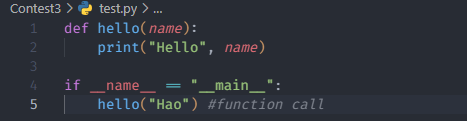 Contest3 > test.py > ...
1 def hello(name):
2     print("Hello", name)
3
4 if __name__ == "__main__":
5     hello("Hao") #function call